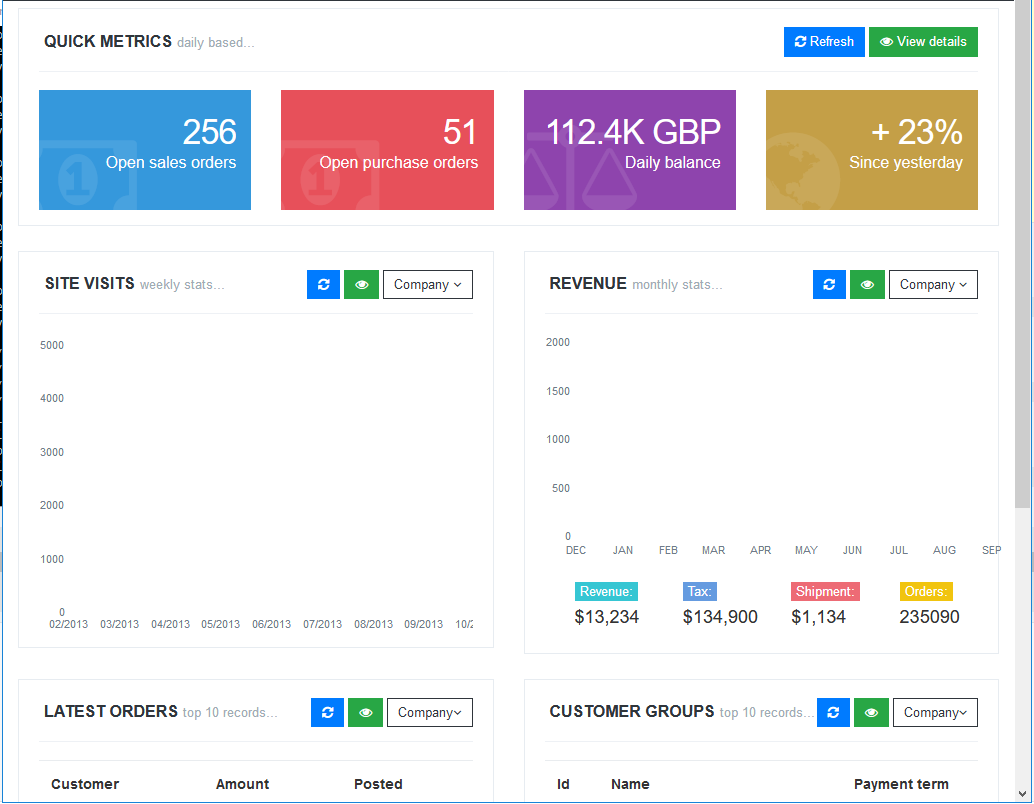 QUICK METRICS daily based...
Refresh
View details
256
Open sales orders
51
Open purchase orders
112.4K GBP
Daily balance
+ 23%
Since yesterday
SITE VISITS weekly stats...
Company
5000
4000
3000
2000
1000
0
02/2013 03/2013 04/2013 05/2013 06/2013 07/2013 08/2013 09/2013 10/2
REVENUE monthly stats...
Company
2000
1500
1000
500
0
DEC JAN FEB MAR APR MAY JUN JUL AUG SEP
Revenue: Tax: Shipment: Orders:
$13,234 $134,900 $1,134 235090
LATEST ORDERS top 10 records...
Company
Customer Amount Posted
CUSTOMER GROUPS top 10 records...
Company
Id Name Payment term